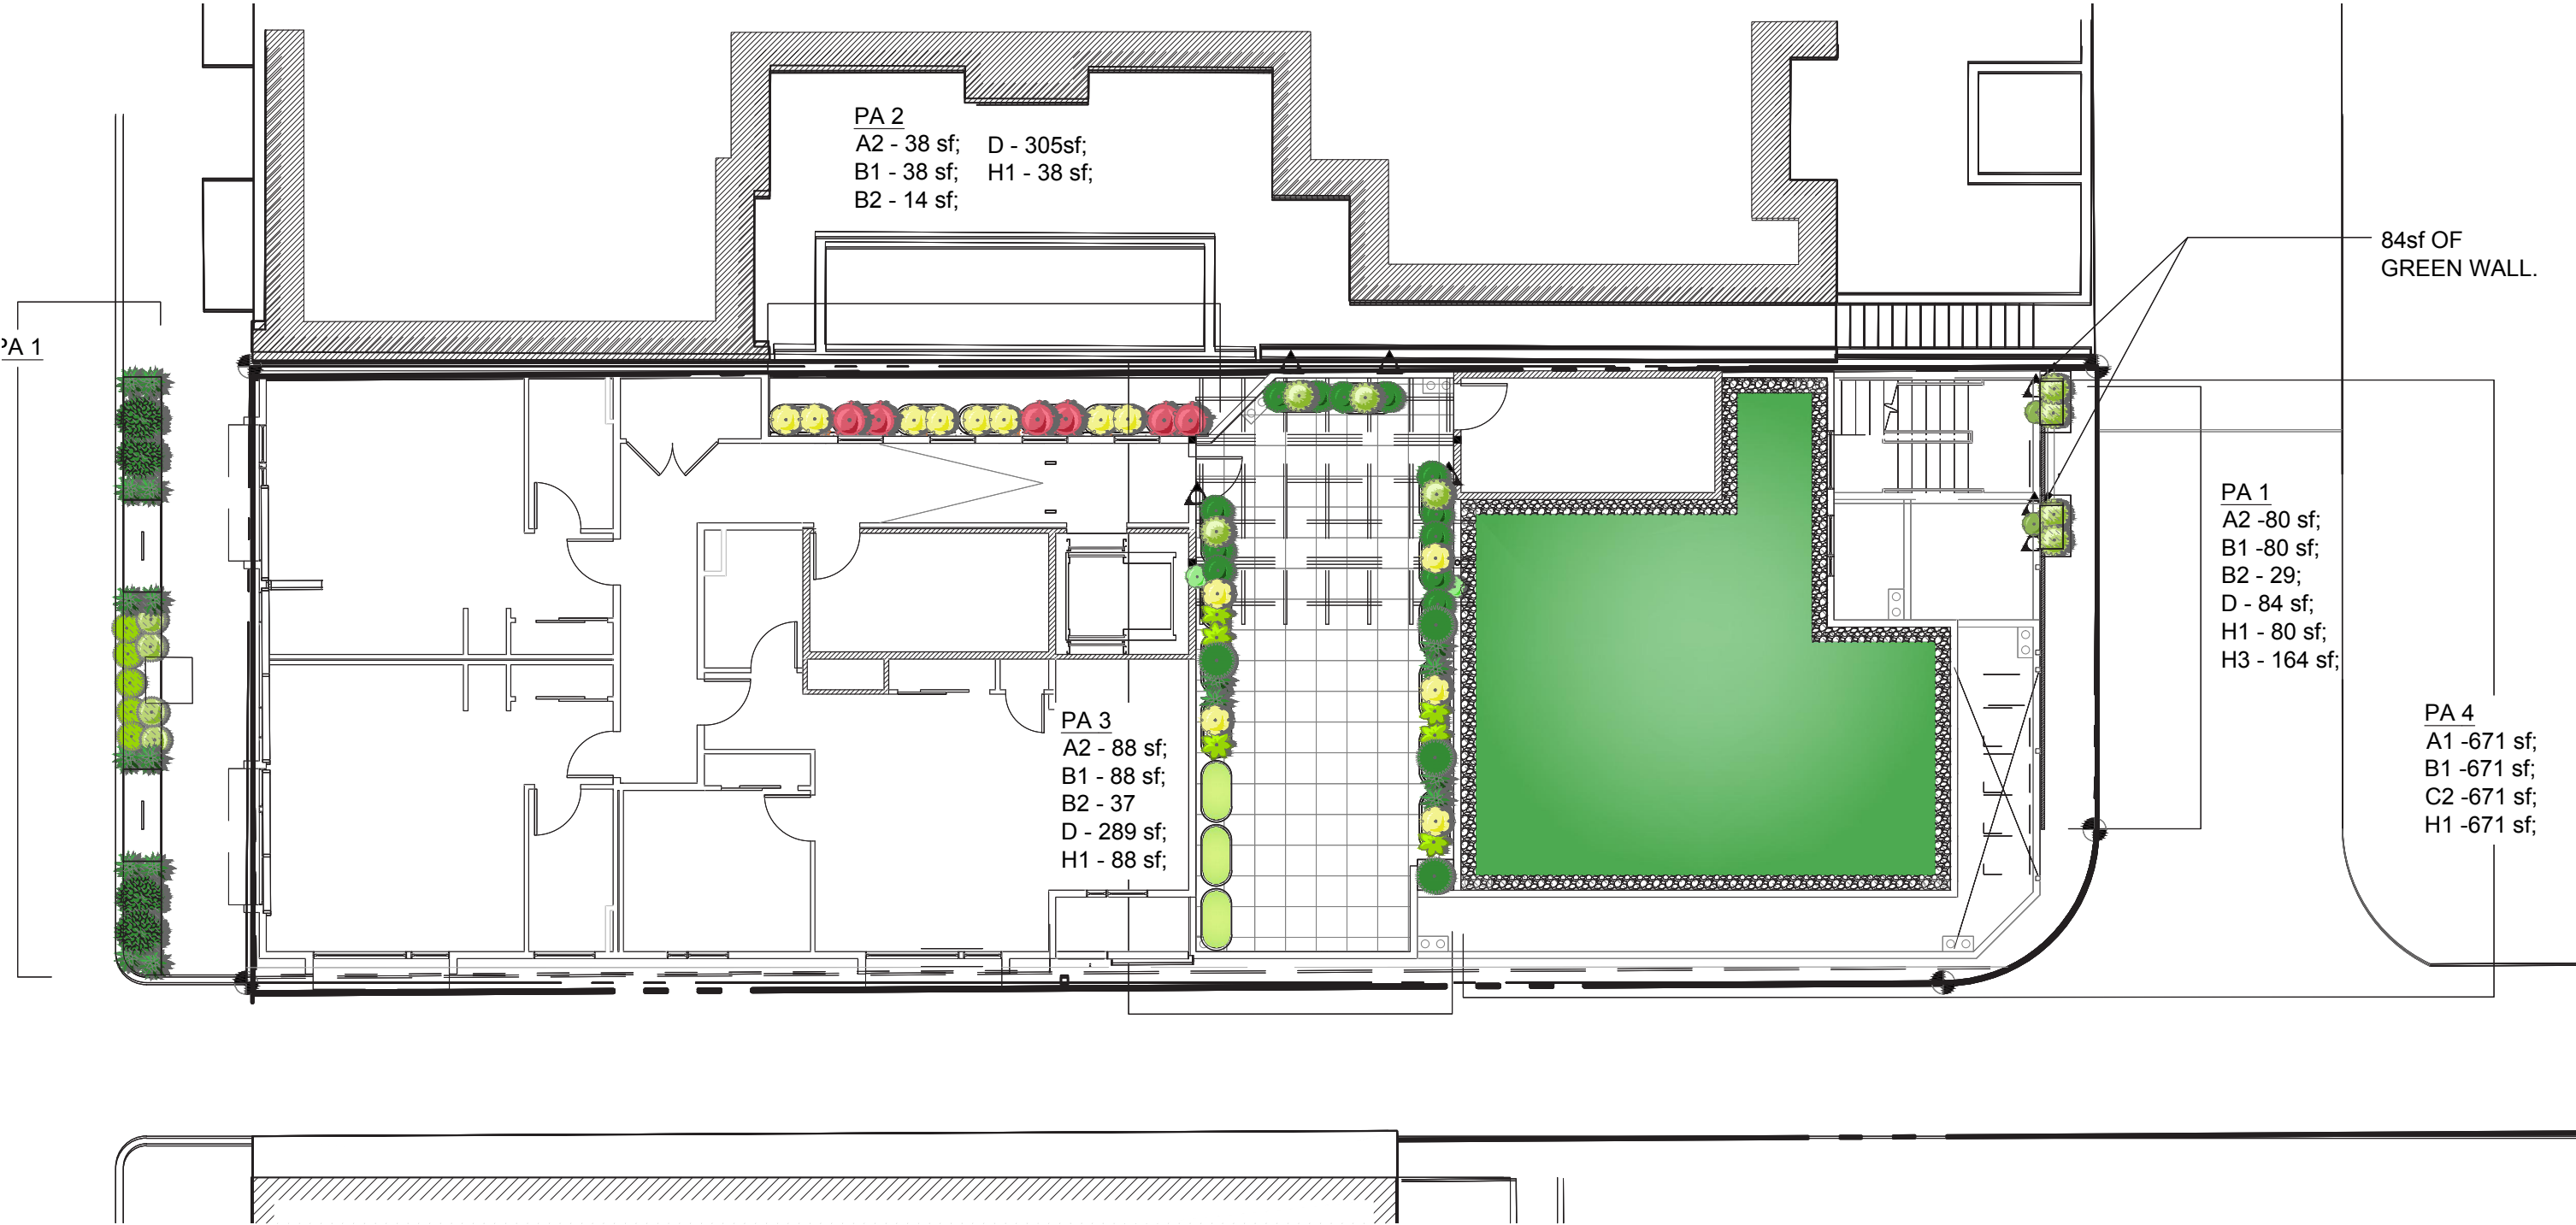 PA 2
A2 - 38 sf; D - 305sf;
B1 - 38 sf; H1 - 38 sf;
B2 - 14 sf;
84sf OF
GREEN WALL.
PA 1
PA 1
A2 -80 sf;
B1 -80 sf;
B2 - 29;
D - 84 sf;
H1 - 80 sf;
H3 - 164 sf;
PA 3
A2 - 88 sf;
B1 - 88 sf;
B2 - 37
D - 289 sf;
H1 - 88 sf;
PA 4
A1 -671 sf;
B1 -671 sf;
C2 -671 sf;
H1 -671 sf;